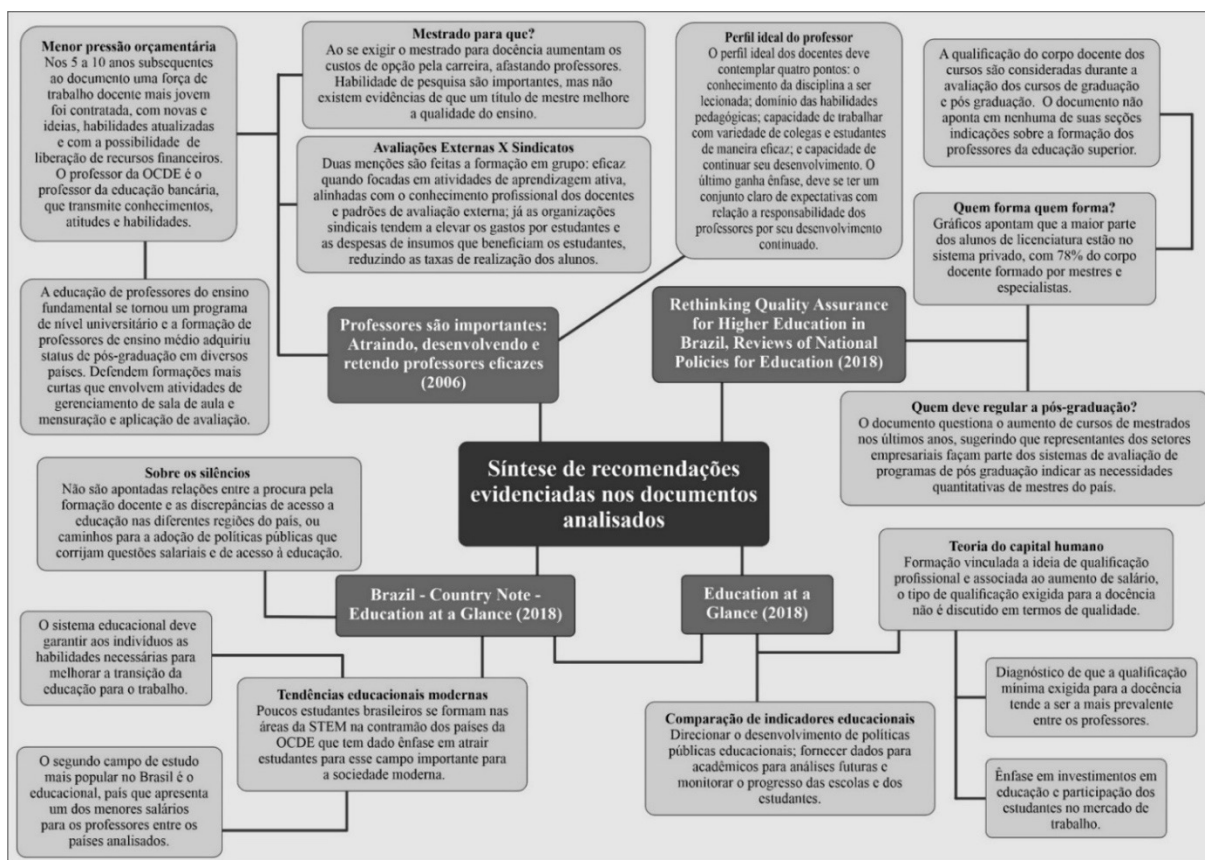 Menor pressão orçamentária
Nos 5 a 10 anos subsequentes
ao documento uma força de
trabalho docente mais jovem
foi contratada, com novas e
ideias, habilidades atualizadas
e com a possibilidade de
liberação de recursos financeiros.
O professor da OCDE é o
professor da educação bancária,
que transmite conhecimentos,
atitudes e habilidades.
A educação de professores do ensino
fundamental se tornou um programa
de nível universitário e a formação de
professores de ensino médio adquiriu
status de pós-graduação em diversos
países. Defendem formações mais
curtas que envolvem atividades de
gerenciamento de sala de aula e
mensuração e aplicação de avaliação.
Mestrado para que?
Ao se exigir o mestrado para docência aumentam os
custos de opção pela carreira, afastando professores.
Habilidade de pesquisa são importantes, mas não
existem evidências de que um título de mestre melhore
a qualidade do ensino.
Avaliações Externas X Sindicatos
Duas menções são feitas a formação em grupo: eficaz
quando focadas em atividades de aprendizagem ativa,
alinhadas com o conhecimento profissional dos docentes
e padrões de avaliação externa; já as organizações
sindicais tendem a elevar os gastos por estudantes e
as despesas de insumos que beneficiam os estudantes,
reduzindo as taxas de realização dos alunos.
Perfil ideal do professor
O perfil ideal dos docentes deve
contemplar quatro pontos: o
conhecimento da disciplina a ser
lecionada; domínio das habilidades
pedagógicas; capacidade de trabalhar
com variedade de colegas e estudantes
de maneira eficaz; e capacidade de
continuar seu desenvolvimento. O
último ganha ênfase, deve se ter um
conjunto claro de expectativas com
relação a responsabilidade dos
professores por seu desenvolvimento
continuado.
A qualificação do corpo docente dos
cursos são consideradas durante a
avaliação dos cursos de graduação
e pós graduação. O documento não
aponta em nenhuma de suas seções
indicações sobre a formação dos
professores da educação superior.
Quem forma quem forma?
Gráficos apontam que a maior parte
dos alunos de licenciatura estão no
sistema privado, com 78% do corpo
docente formado por mestres e
especialistas.
Professores são importantes:
Atraindo, desenvolvendo e
retendo professores eficazes
(2006)
Rethinking Quality Assurance
for Higher Education in
Brazil, Reviews of National
Policies for Education (2018)
Quem deve regular a pós-graduação?
O documento questiona o aumento de cursos de mestrados
nos últimos anos, sugerindo que representantes dos setores
empresariais façam parte dos sistemas de avaliação de
programas de pós graduação indicar as necessidades
quantitativas de mestres do país.
Síntese de recomendações
evidenciadas nos documentos
analisados
Sobre os silêncios
Não são apontadas relações entre a procura pela
formação docente e as discrepâncias de acesso a
educação nas diferentes regiões do país, ou
caminhos para a adoção de políticas públicas que
corrijam questões salariais e de acesso à educação.
Brazil - Country Note -
Education at a Glance (2018)
Education at a
Glance (2018)
Teoria do capital humano
Formação vinculada a ideia de qualificação
profissional e associada ao aumento de salário,
o tipo de qualificação exigida para a docência
não é discutido em termos de qualidade.
O sistema educacional deve
garantir aos indivíduos as
habilidades necessárias para
melhorar a transição da
educação para o trabalho.
Tendências educacionais modernas
Poucos estudantes brasileiros se formam nas
áreas da STEM na contramão dos países da
OCDE que tem dado ênfase em atrair
estudantes para esse campo importante para
a sociedade moderna.
O segundo campo de estudo
mais popular no Brasil é o
educacional, país que apresenta
um dos menores salários
para os professores entre os
países analisados.
Comparação de indicadores educacionais
Direcionar o desenvolvimento de políticas
públicas educacionais; fornecer dados para
acadêmicos para análises futuras e
monitorar o progresso das escolas e dos
estudantes.
Diagnóstico de que a qualificação
mínima exigida para a docência
tende a ser a mais prevalente
entre os professores.
Ênfase em investimentos em
educação e participação dos
estudantes no mercado de
trabalho.